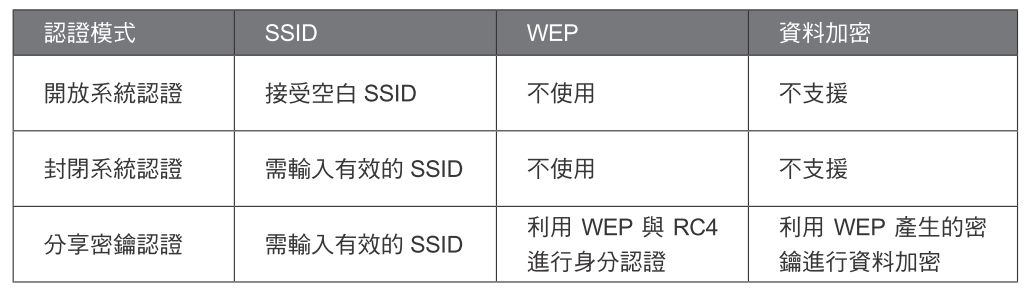 認證模式 SSID WEP 資料加密
開放系統認證 接受空白 SSID 不使用 不支援
封閉系統認證 需輸入有效的 SSID 不使用 不支援
分享密鑰認證 需輸入有效的 SSID
利用 WEP 與 RC4
進行身分認證
利用 WEP 產生的密
鑰進行資料加密